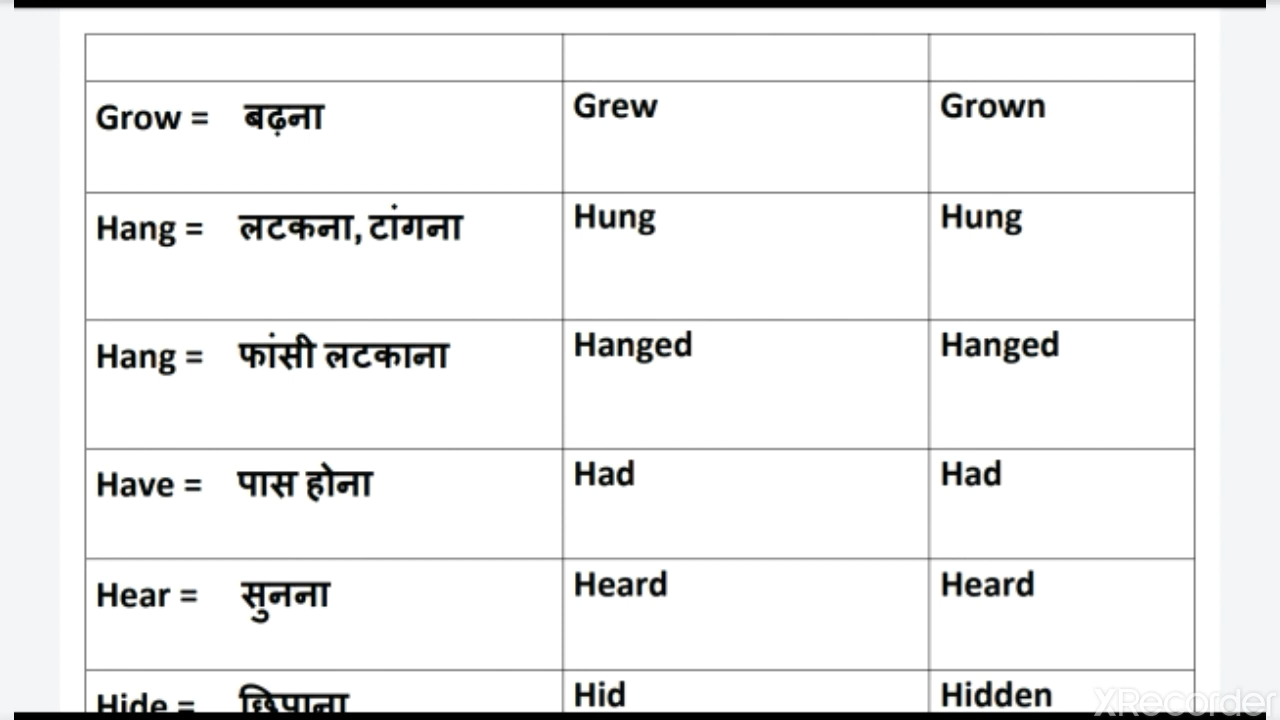 Grow = बढ़ना Grew Grown
Hang = लटकना, टांगना Hung Hung
Hang = फांसी लटकाना Hanged Hanged
Have = पास होना Had Had
Hear = सुनना Heard Heard
Hide = छिपाना Hid Hidden
XRecorder